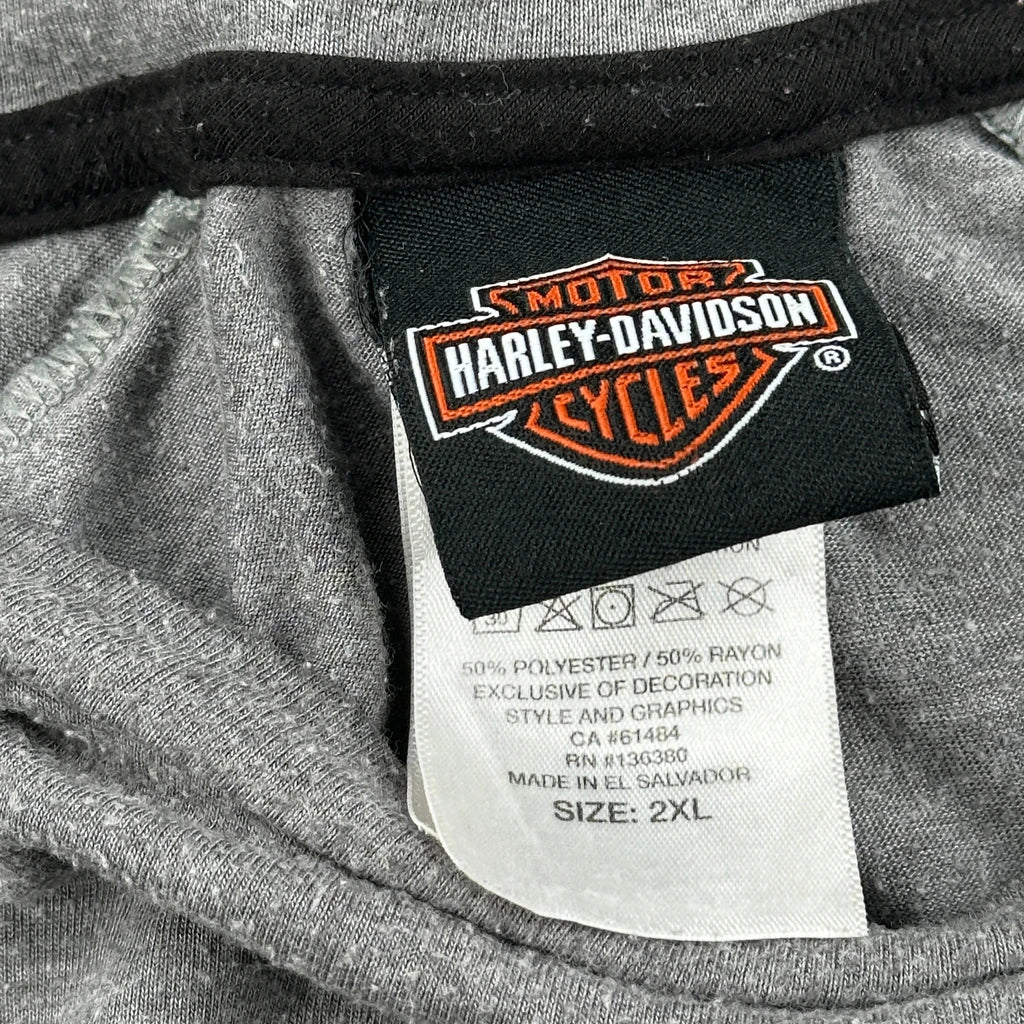 MOTOR
HARLEY-DAVIDSON
CYCLES
®
30
50% POLYESTER / 50% RAYON
EXCLUSIVE OF DECORATION
STYLE AND GRAPHICS
CA #61484
RN #136380
MADE IN EL SALVADOR
SIZE: 2XL